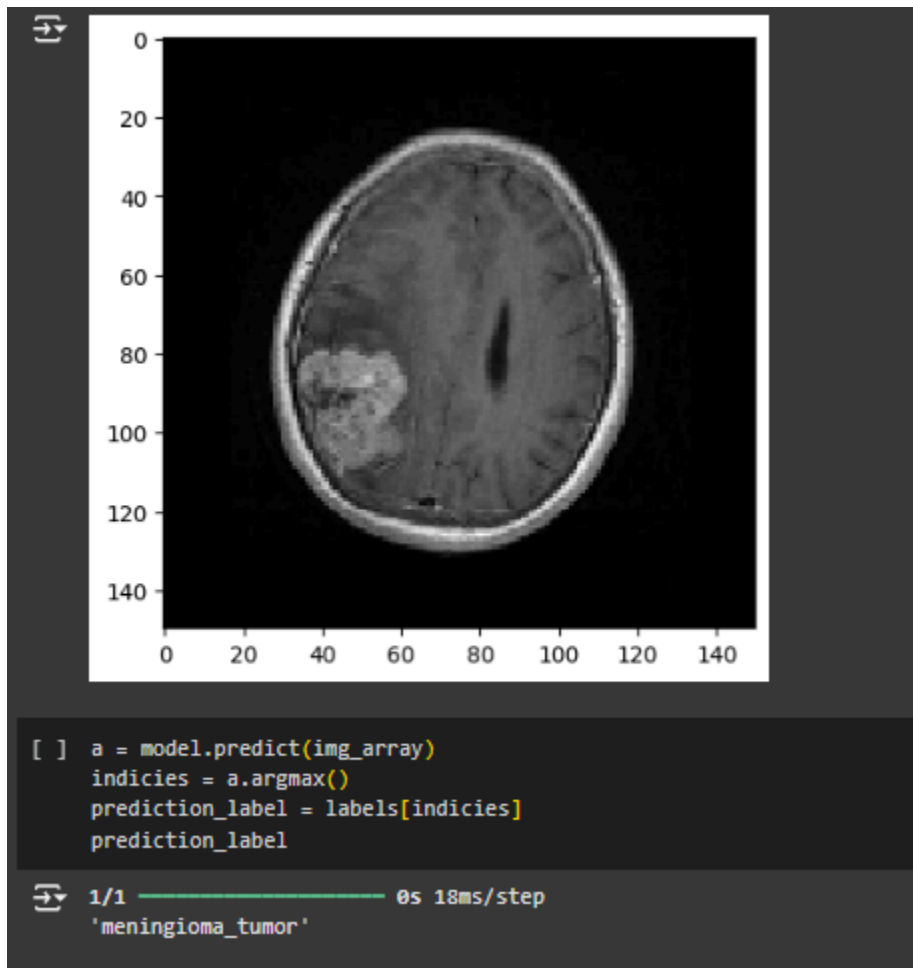 0
20
40
60
80
100
120
140
0 20 40 60 80 100 120 140
[ ] a = model.predict(img_array)
indicies = a.argmax()
prediction_label = labels[indicies]
prediction_label
1/1 ━━━━━━━━━━━━━━━━━━━━ 0s 18ms/step
'meningioma_tumor'